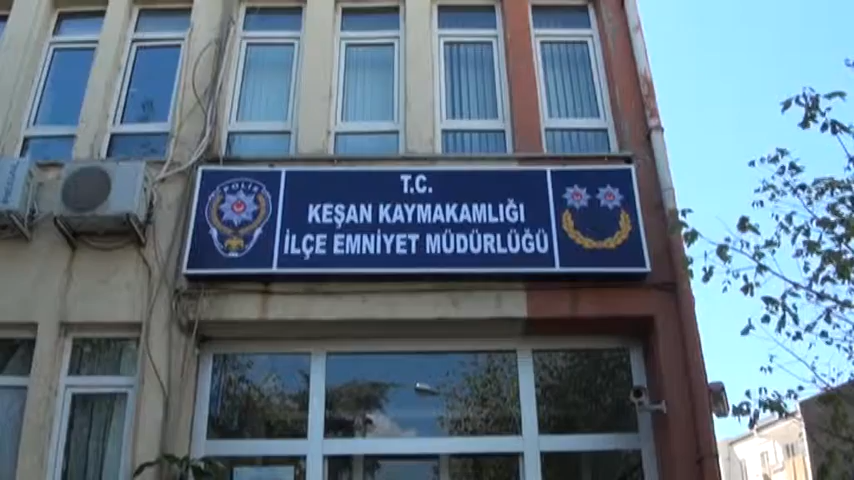 POLİS
T.C.
KEŞAN KAYMAKAMLIĞI
İLÇE EMNİYET MÜDÜRLÜĞÜ